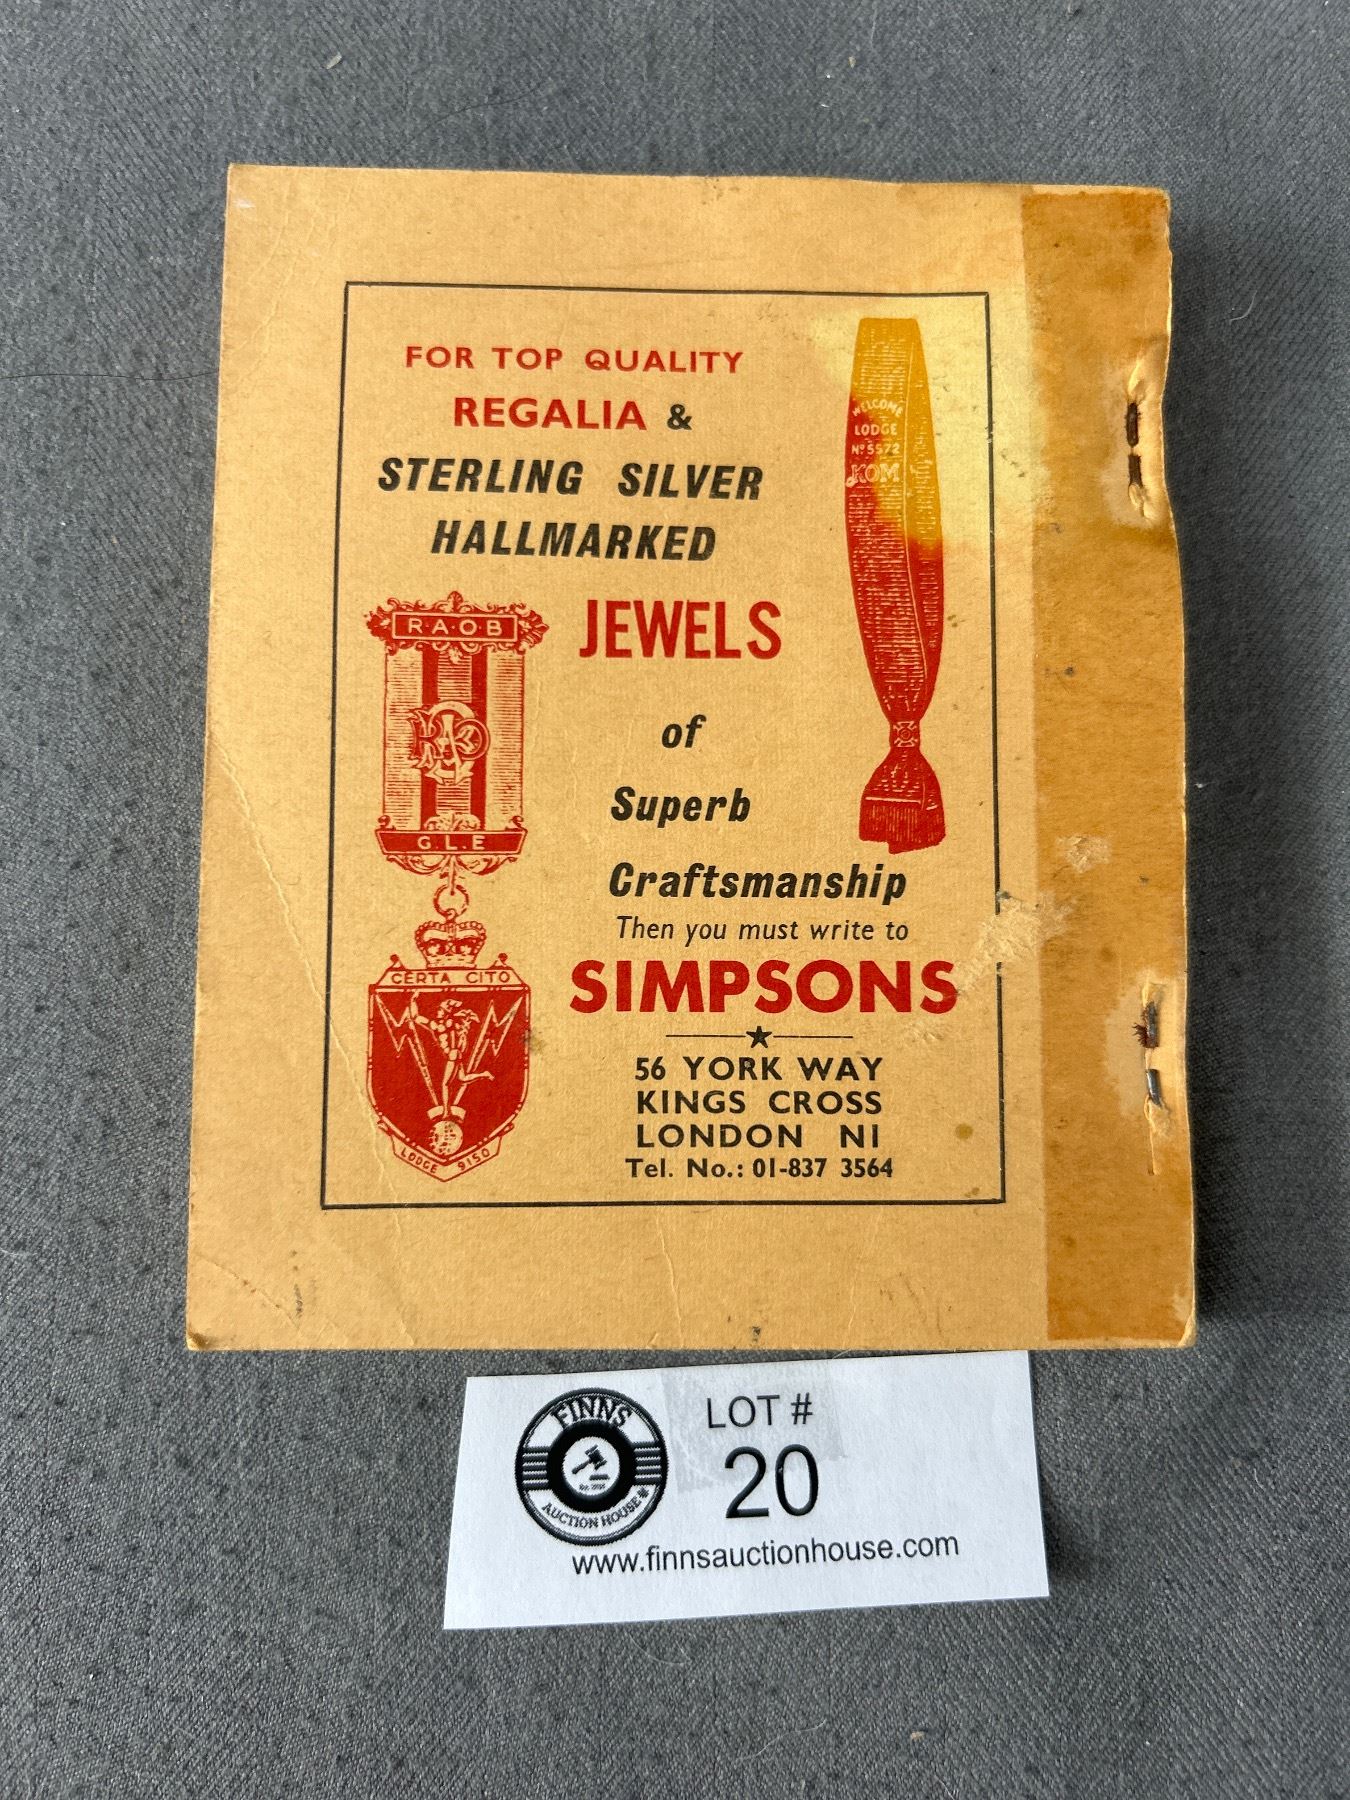 FOR TOP QUALITY
REGALIA &
STERLING SILVER
HALLMARKED
JEWELS
of
Superb
Craftsmanship
Then you must write to
SIMPSONS
56 YORK WAY
KINGS CROSS
LONDON N1
Tel. No.: 01-837 3564
WELCOME
LODGE
Nº 5572
KOM
R·A·O·B
G.L.E
CERTA CITO
LODGE 9150
FINNS
AUCTION HOUSE
LOT #
20
www.finnsauctionhouse.com